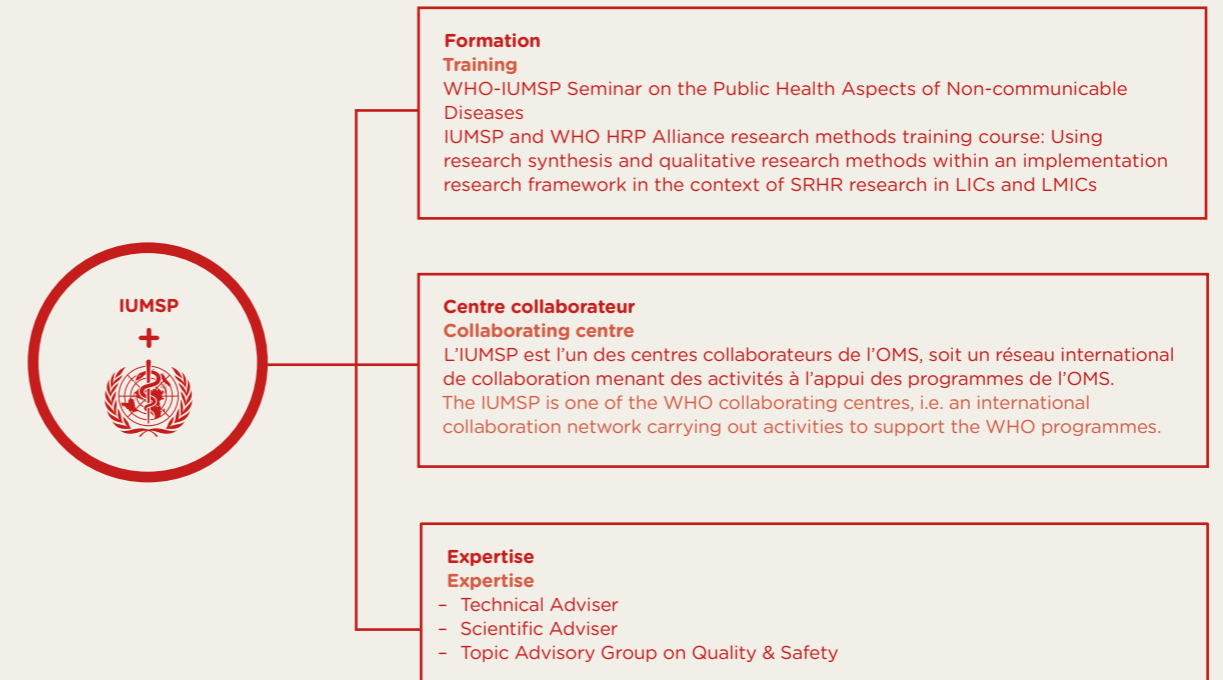 IUMSP
+
Formation
Training
WHO-IUMSP Seminar on the Public Health Aspects of Non-communicable
Diseases
IUMSP and WHO HRP Alliance research methods training course: Using
research synthesis and qualitative research methods within an implementation
research framework in the context of SRHR research in LICs and LMICs
Centre collaborateur
Collaborating centre
L’IUMSP est l’un des centres collaborateurs de l’OMS, soit un réseau international
de collaboration menant des activités à l’appui des programmes de l’OMS.
The IUMSP is one of the WHO collaborating centres, i.e. an international
collaboration network carrying out activities to support the WHO programmes.
Expertise
Expertise
– Technical Adviser
– Scientific Adviser
– Topic Advisory Group on Quality & Safety